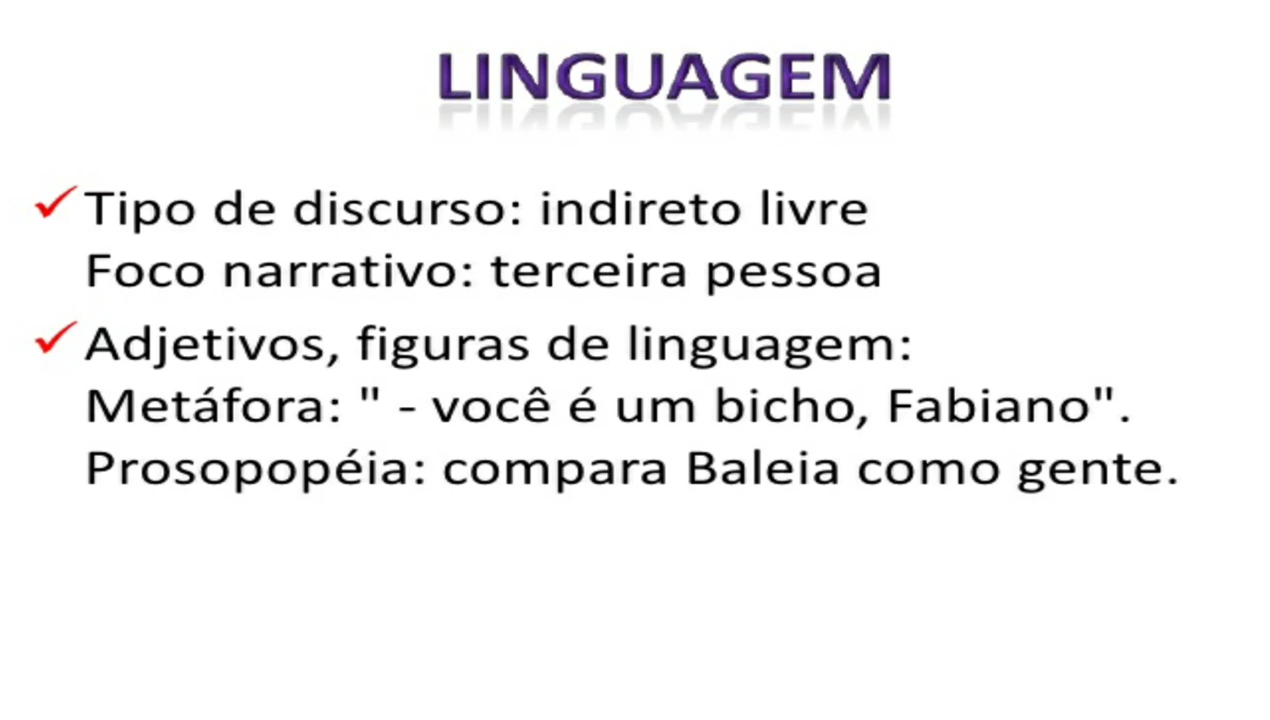 LINGUAGEM
Tipo de discurso: indireto livre
Foco narrativo: terceira pessoa
Adjetivos, figuras de linguagem:
Metáfora: " - você é um bicho, Fabiano".
Prosopopéia: compara Baleia como gente.